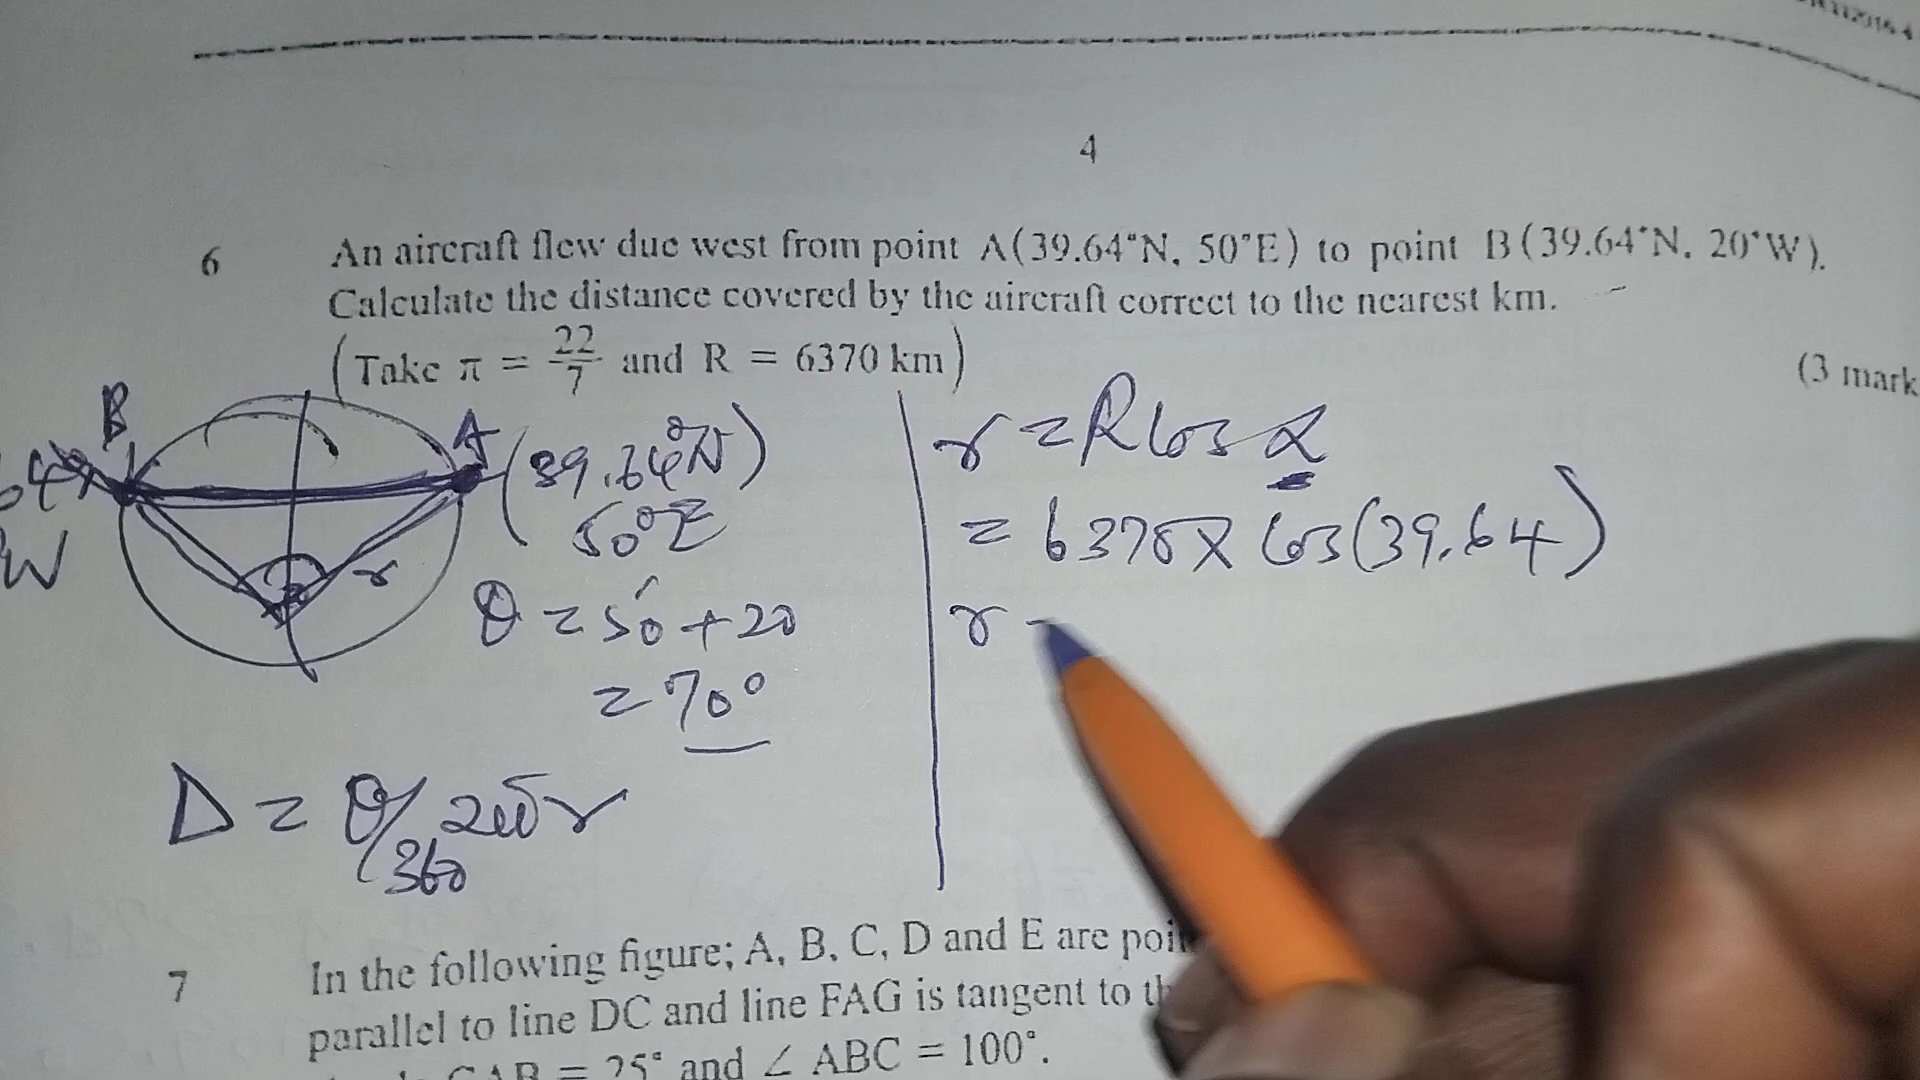 4
6 An aircraft flew due west from point A(39.64°N, 50°E) to point B(39.64°N, 20°W).
Calculate the distance covered by the aircraft correct to the nearest km.
(Take π = 22/7 and R = 6370 km)
(3 mark
B
A
(39.64°N)
50°E
W
r
θ = 50 + 20
= 70°
D = θ/360 2πr
r = R Cos α
= 6370 x Cos(39.64)
r =
7 In the following figure; A, B, C, D and E are poi
parallel to line DC and line FAG is tangent to th
CAB = 25° and ∠ ABC = 100°.